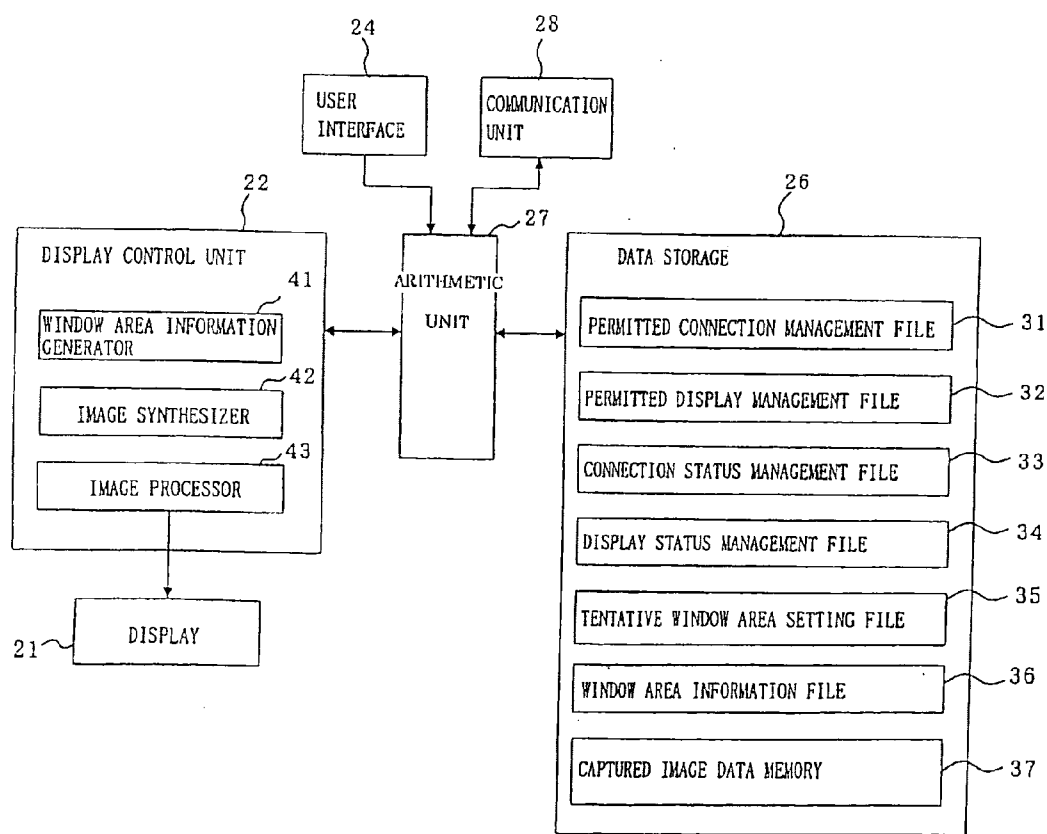 24
28
USER
INTERFACE
COMMUNICATION
UNIT
22
27
26
DISPLAY CONTROL UNIT
41
WINDOW AREA INFORMATION
GENERATOR
42
IMAGE SYNTHESIZER
43
IMAGE PROCESSOR
21
DISPLAY
ARITHMETIC
UNIT
DATA STORAGE
PERMITTED CONNECTION MANAGEMENT FILE
31
PERMITTED DISPLAY MANAGEMENT FILE
32
CONNECTION STATUS MANAGEMENT FILE
33
DISPLAY STATUS MANAGEMENT FILE
34
TENTATIVE WINDOW AREA SETTING FILE
35
WINDOW AREA INFORMATION FILE
36
CAPTURED IMAGE DATA MEMORY
37